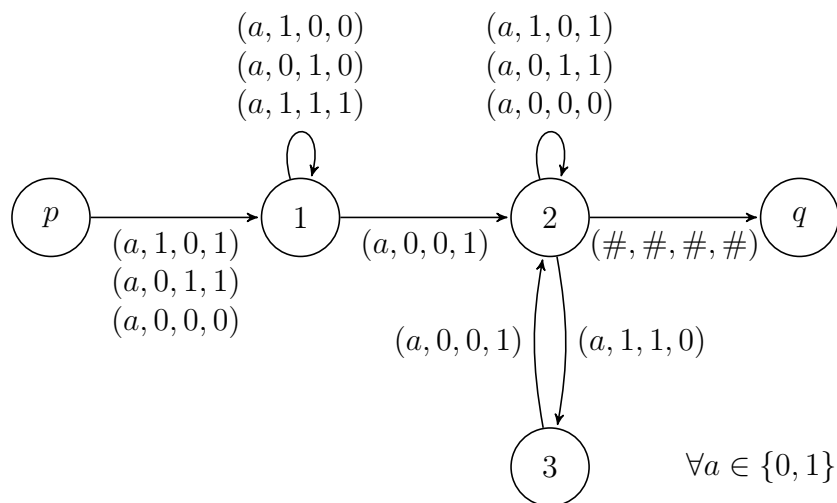 (a, 1, 0, 0)
(a, 0, 1, 0)
(a, 1, 1, 1)
(a, 1, 0, 1)
(a, 0, 1, 1)
(a, 0, 0, 0)
p
1
2
q
(a, 1, 0, 1)
(a, 0, 1, 1)
(a, 0, 0, 0)
(a, 0, 0, 1)
(#, #, #, #)
(a, 0, 0, 1)
(a, 1, 1, 0)
3
∀a ∈ {0, 1}